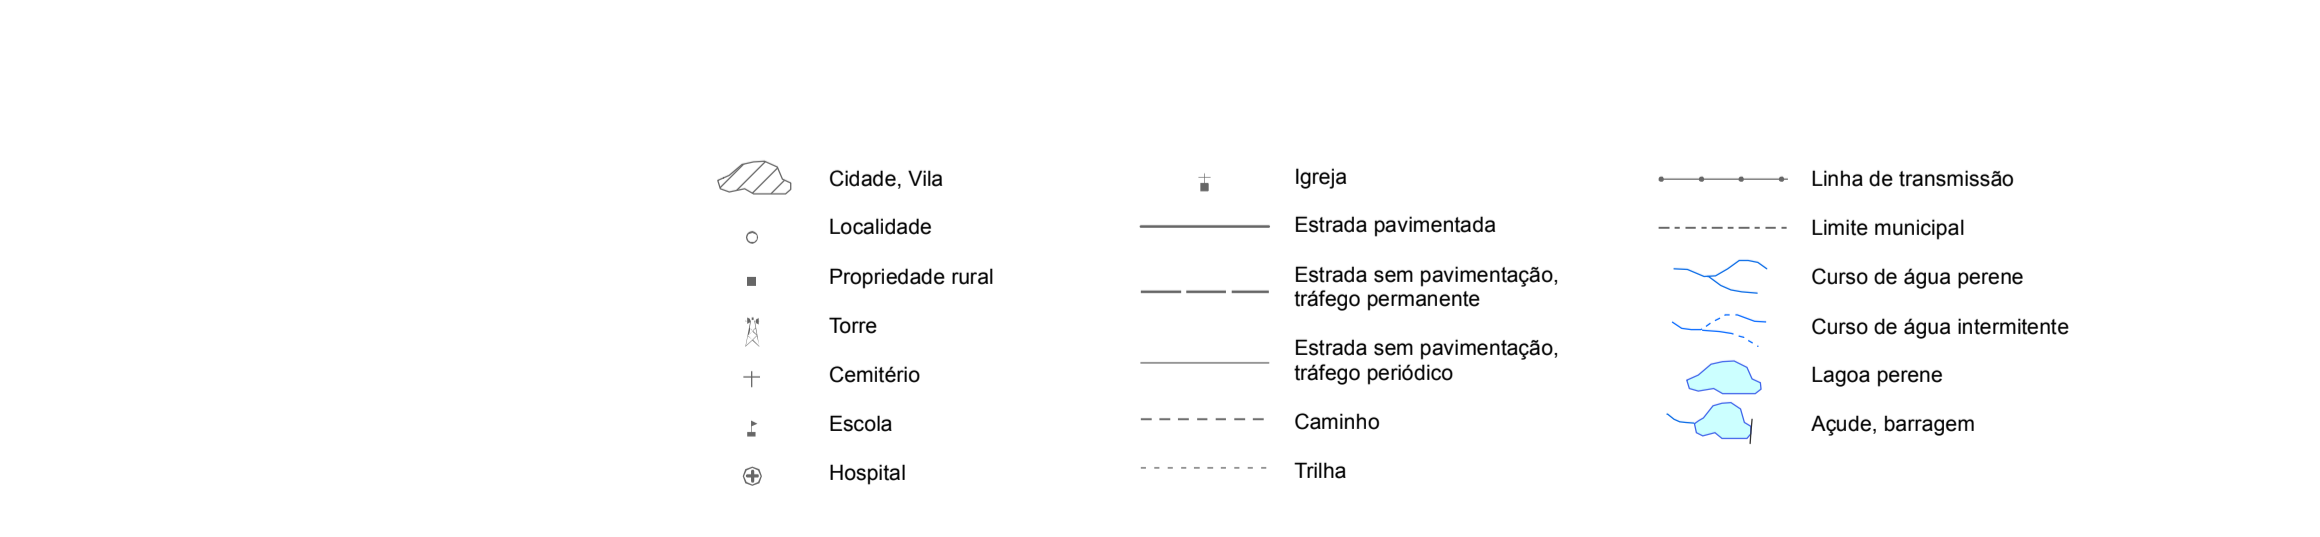 Cidade, Vila
Localidade
Propriedade rural
Torre
Cemitério
Escola
Hospital
Igreja
Estrada pavimentada
Estrada sem pavimentação,
tráfego permanente
Estrada sem pavimentação,
tráfego periódico
Caminho
Trilha
Linha de transmissão
Limite municipal
Curso de água perene
Curso de água intermitente
Lagoa perene
Açude, barragem